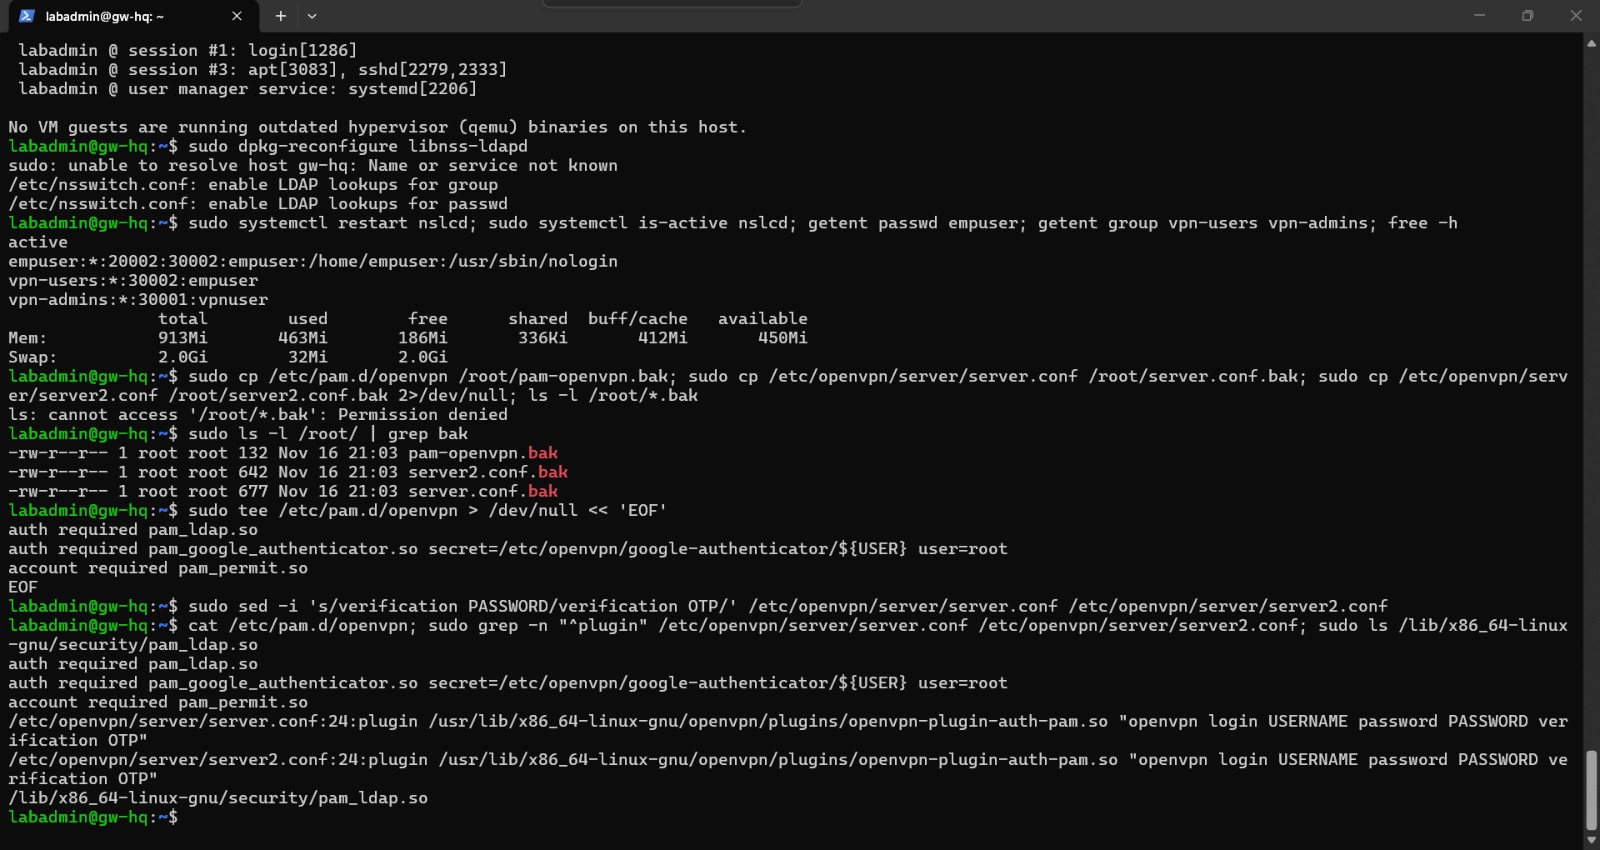 labadmin@gw-hq: ~
labadmin @ session #1: login[1286]
labadmin @ session #3: apt[3083], sshd[2279,2333]
labadmin @ user manager service: systemd[2206]
No VM guests are running outdated hypervisor (qemu) binaries on this host.
labadmin@gw-hq:~$ sudo dpkg-reconfigure libnss-ldapd
sudo: unable to resolve host gw-hq: Name or service not known
/etc/nsswitch.conf: enable LDAP lookups for group
/etc/nsswitch.conf: enable LDAP lookups for passwd
labadmin@gw-hq:~$ sudo systemctl restart nslcd; sudo systemctl is-active nslcd; getent passwd empuser; getent group vpn-users vpn-admins; free -h
active
empuser:*:20002:30002:empuser:/home/empuser:/usr/sbin/nologin
vpn-users:*:30002:empuser
vpn-admins:*:30001:vpnuser
total used free shared buff/cache available
Mem: 913Mi 463Mi 186Mi 336Ki 412Mi 450Mi
Swap: 2.0Gi 32Mi 2.0Gi
labadmin@gw-hq:~$ sudo cp /etc/pam.d/openvpn /root/pam-openvpn.bak; sudo cp /etc/openvpn/server/server.conf /root/server.conf.bak; sudo cp /etc/openvpn/serv
er/server2.conf /root/server2.conf.bak 2>/dev/null; ls -l /root/*.bak
ls: cannot access '/root/*.bak': Permission denied
labadmin@gw-hq:~$ sudo ls -l /root/ | grep bak
-rw-r--r-- 1 root root 132 Nov 16 21:03 pam-openvpn.bak
-rw-r--r-- 1 root root 642 Nov 16 21:03 server2.conf.bak
-rw-r--r-- 1 root root 677 Nov 16 21:03 server.conf.bak
labadmin@gw-hq:~$ sudo tee /etc/pam.d/openvpn > /dev/null << 'EOF'
auth required pam_ldap.so
auth required pam_google_authenticator.so secret=/etc/openvpn/google-authenticator/${USER} user=root
account required pam_permit.so
EOF
labadmin@gw-hq:~$ sudo sed -i 's/verification PASSWORD/verification OTP/' /etc/openvpn/server/server.conf /etc/openvpn/server/server2.conf
labadmin@gw-hq:~$ cat /etc/pam.d/openvpn; sudo grep -n "^plugin" /etc/openvpn/server/server.conf /etc/openvpn/server/server2.conf; sudo ls /lib/x86_64-linux
-gnu/security/pam_ldap.so
auth required pam_ldap.so
auth required pam_google_authenticator.so secret=/etc/openvpn/google-authenticator/${USER} user=root
account required pam_permit.so
/etc/openvpn/server/server.conf:24:plugin /usr/lib/x86_64-linux-gnu/openvpn/plugins/openvpn-plugin-auth-pam.so "openvpn login USERNAME password PASSWORD ver
ification OTP"
/etc/openvpn/server/server2.conf:24:plugin /usr/lib/x86_64-linux-gnu/openvpn/plugins/openvpn-plugin-auth-pam.so "openvpn login USERNAME password PASSWORD ve
rification OTP"
/lib/x86_64-linux-gnu/security/pam_ldap.so
labadmin@gw-hq:~$